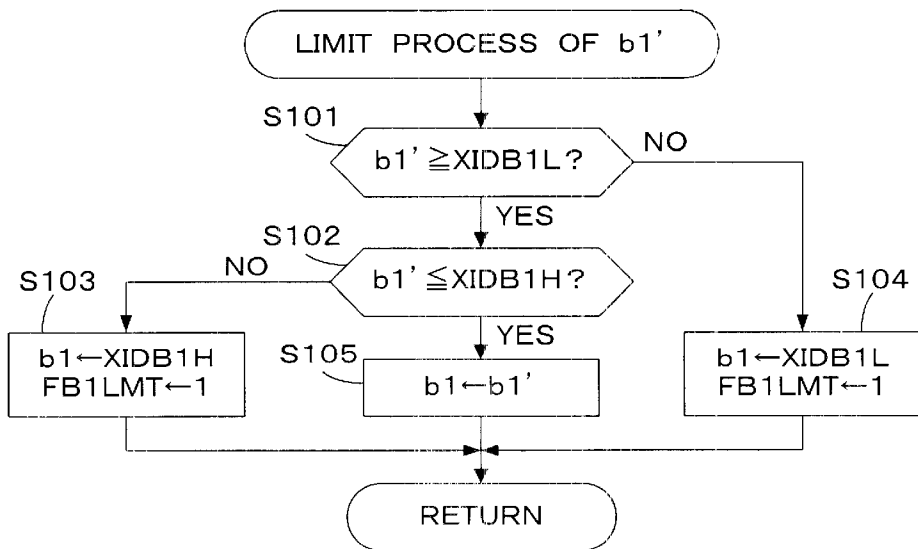 LIMIT PROCESS OF b1'
S101
b1' ≧XIDB1L?
NO
YES
S102
b1' ≦XIDB1H?
NO
S103
S104
YES
b1←XIDB1H
FB1LMT←1
S105
b1←b1'
b1←XIDB1L
FB1LMT←1
RETURN